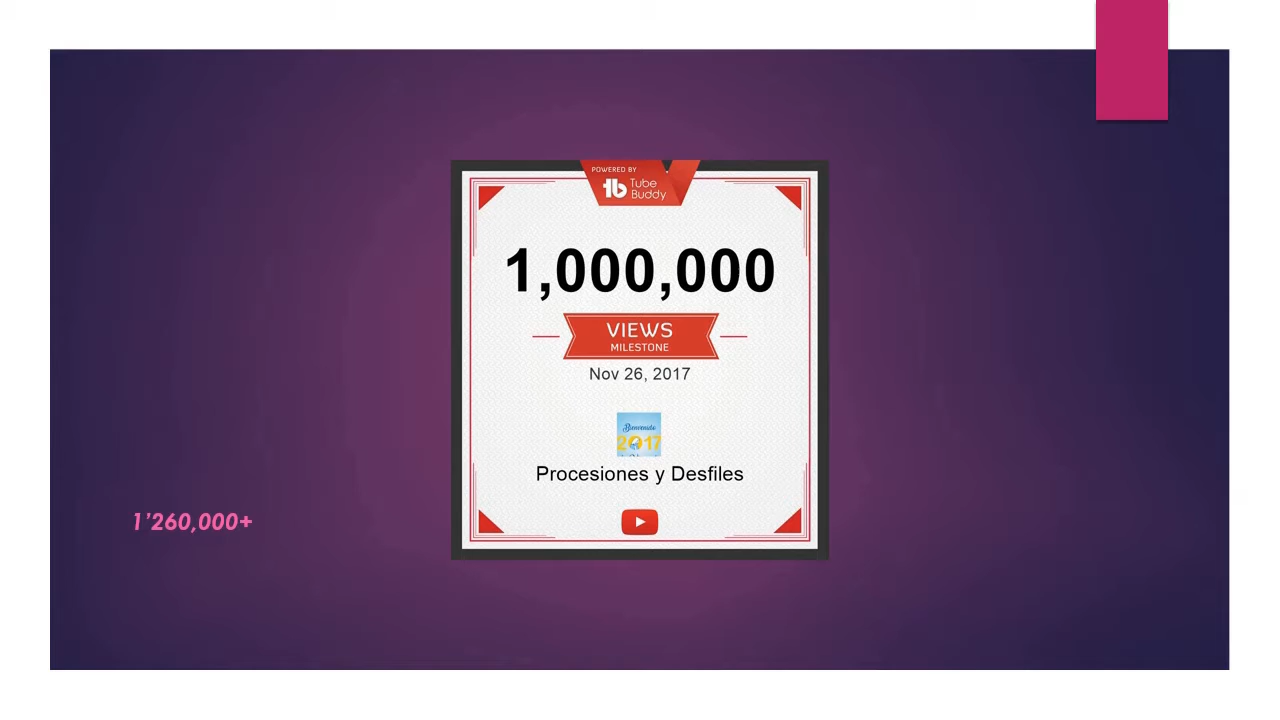 POWERED BY
Tube
Buddy
1,000,000
VIEWS
MILESTONE
Nov 26, 2017
Bienvenido
2017
Procesiones y Desfiles
1’260,000+